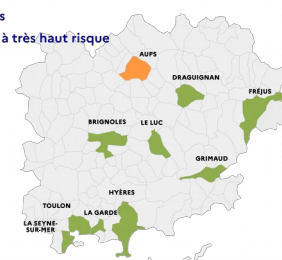 s
à très haut risque
AUPS
DRAGUIGNAN
FRÉJUS
BRIGNOLES
LE LUC
GRIMAUD
HYÈRES
TOULON
LA GARDE
LA SEYNE-
SUR-MER